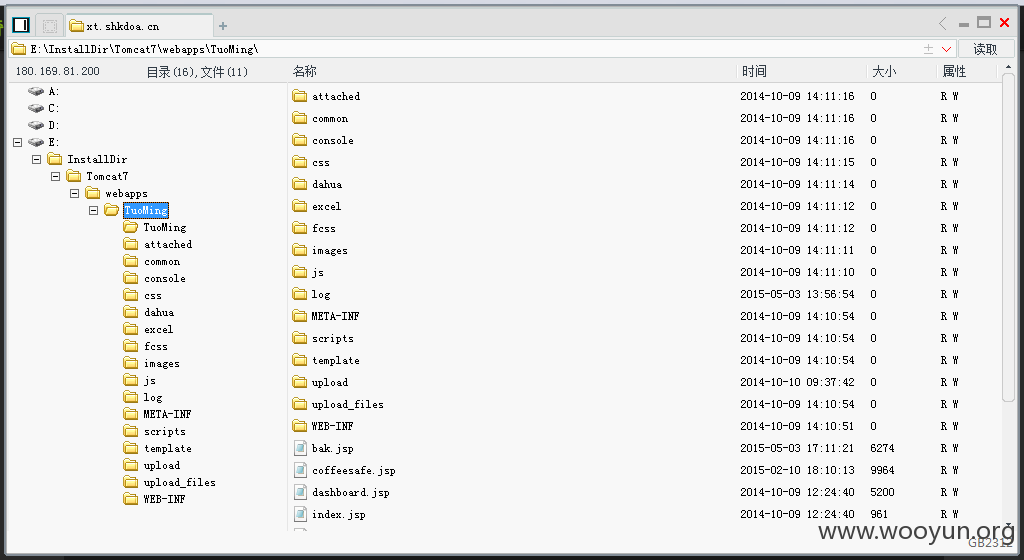 xt.shkdoa.cn
E:\InstallDir\Tomcat7\webapps\TuoMing\ 读取
180.169.81.200 目录(16),文件(11) 名称 时间 大小 属性
A:
C:
D:
E:
InstallDir
Tomcat7
webapps
TuoMing
TuoMing
attached
common
console
css
dahua
excel
fcss
images
js
log
META-INF
scripts
template
upload
upload_files
WEB-INF
attached 2014-10-09 14:11:16 0 R W
common 2014-10-09 14:11:16 0 R W
console 2014-10-09 14:11:16 0 R W
css 2014-10-09 14:11:15 0 R W
dahua 2014-10-09 14:11:14 0 R W
excel 2014-10-09 14:11:12 0 R W
fcss 2014-10-09 14:11:12 0 R W
images 2014-10-09 14:11:11 0 R W
js 2014-10-09 14:11:10 0 R W
log 2015-05-03 13:56:54 0 R W
META-INF 2014-10-09 14:10:54 0 R W
scripts 2014-10-09 14:10:54 0 R W
template 2014-10-09 14:10:54 0 R W
upload 2014-10-10 09:37:42 0 R W
upload_files 2014-10-09 14:10:54 0 R W
WEB-INF 2014-10-09 14:10:51 0 R W
bak.jsp 2015-05-03 17:11:21 6274 R W
coffeesafe.jsp 2015-02-10 18:10:13 9964 R W
dashboard.jsp 2014-10-09 12:24:40 5200 R W
index.jsp 2014-10-09 12:24:40 961 R W
www.wooyun.org
GB2312